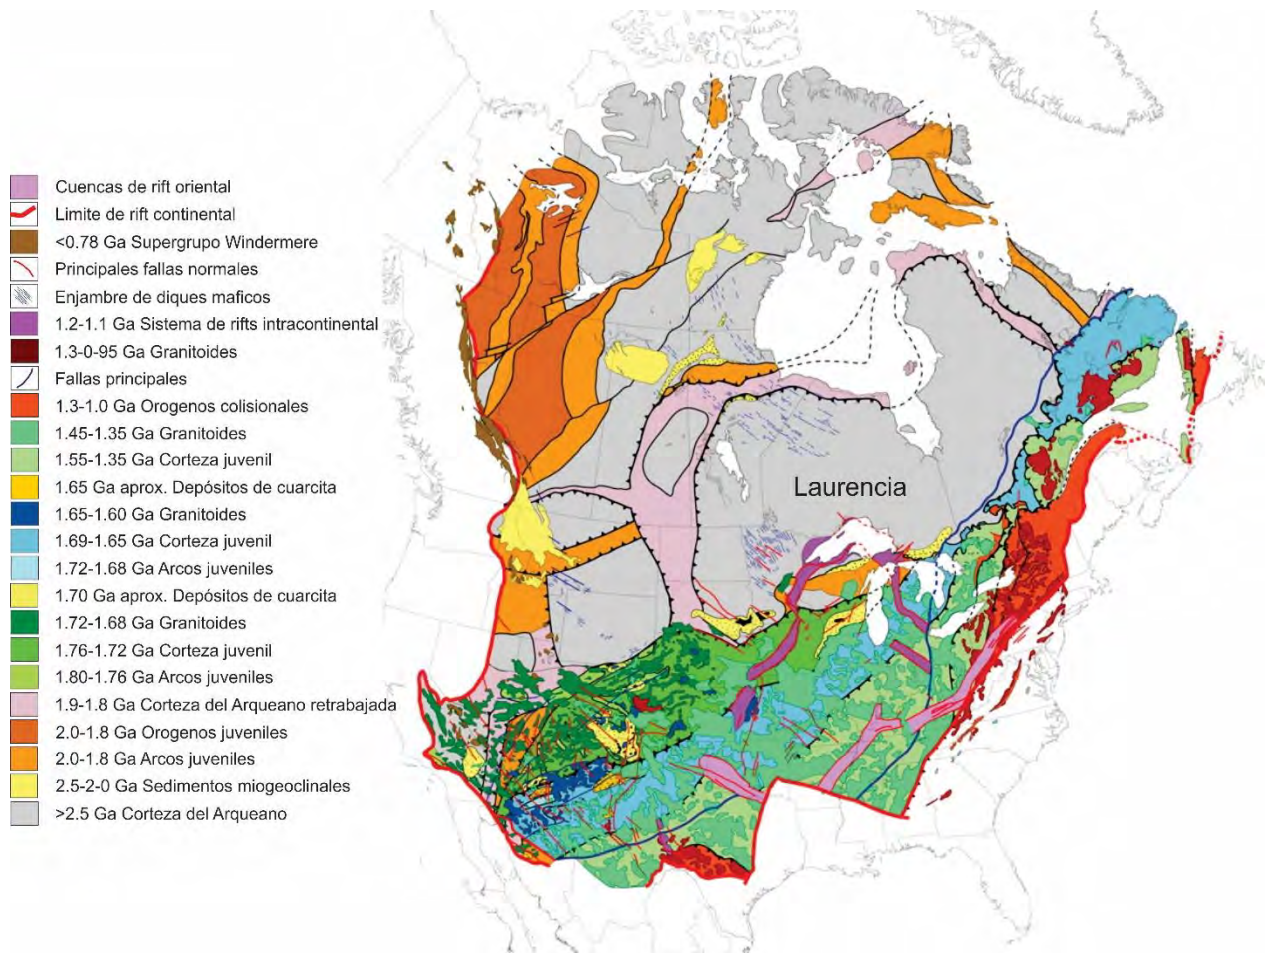 Cuencas de rift oriental
Limite de rift continental
<0.78 Ga Supergrupo Windermere
Principales fallas normales
Enjambre de diques maficos
1.2-1.1 Ga Sistema de rifts intracontinental
1.3-0-95 Ga Granitoides
Fallas principales
1.3-1.0 Ga Orogenos colisionales
1.45-1.35 Ga Granitoides
1.55-1.35 Ga Corteza juvenil
1.65 Ga aprox. Depósitos de cuarcita
1.65-1.60 Ga Granitoides
1.69-1.65 Ga Corteza juvenil
1.72-1.68 Ga Arcos juveniles
1.70 Ga aprox. Depósitos de cuarcita
1.72-1.68 Ga Granitoides
1.76-1.72 Ga Corteza juvenil
1.80-1.76 Ga Arcos juveniles
1.9-1.8 Ga Corteza del Arqueano retrabajada
2.0-1.8 Ga Orogenos juveniles
2.0-1.8 Ga Arcos juveniles
2.5-2-0 Ga Sedimentos miogeoclinales
>2.5 Ga Corteza del Arqueano
Laurencia